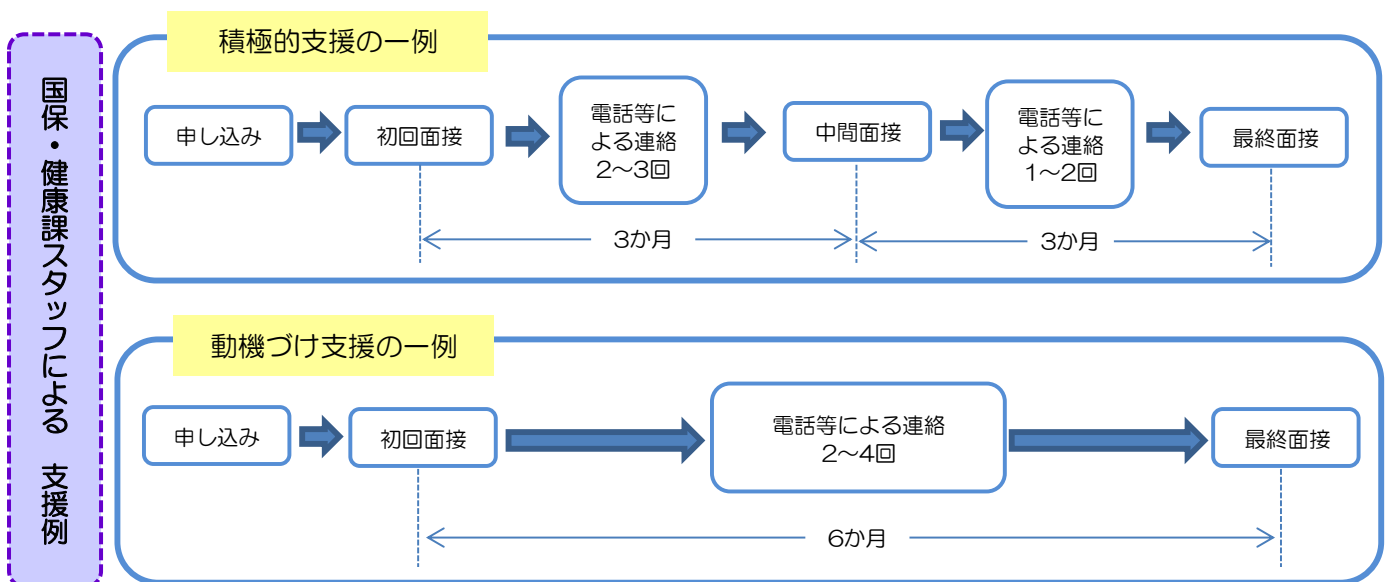 国保・健康課スタッフによる　支援例
積極的支援の一例
申し込み
初回面接
電話等に
よる連絡
2～3回
中間面接
電話等に
よる連絡
1～2回
最終面接
3か月
3か月
動機づけ支援の一例
申し込み
初回面接
電話等による連絡
2～4回
最終面接
6か月